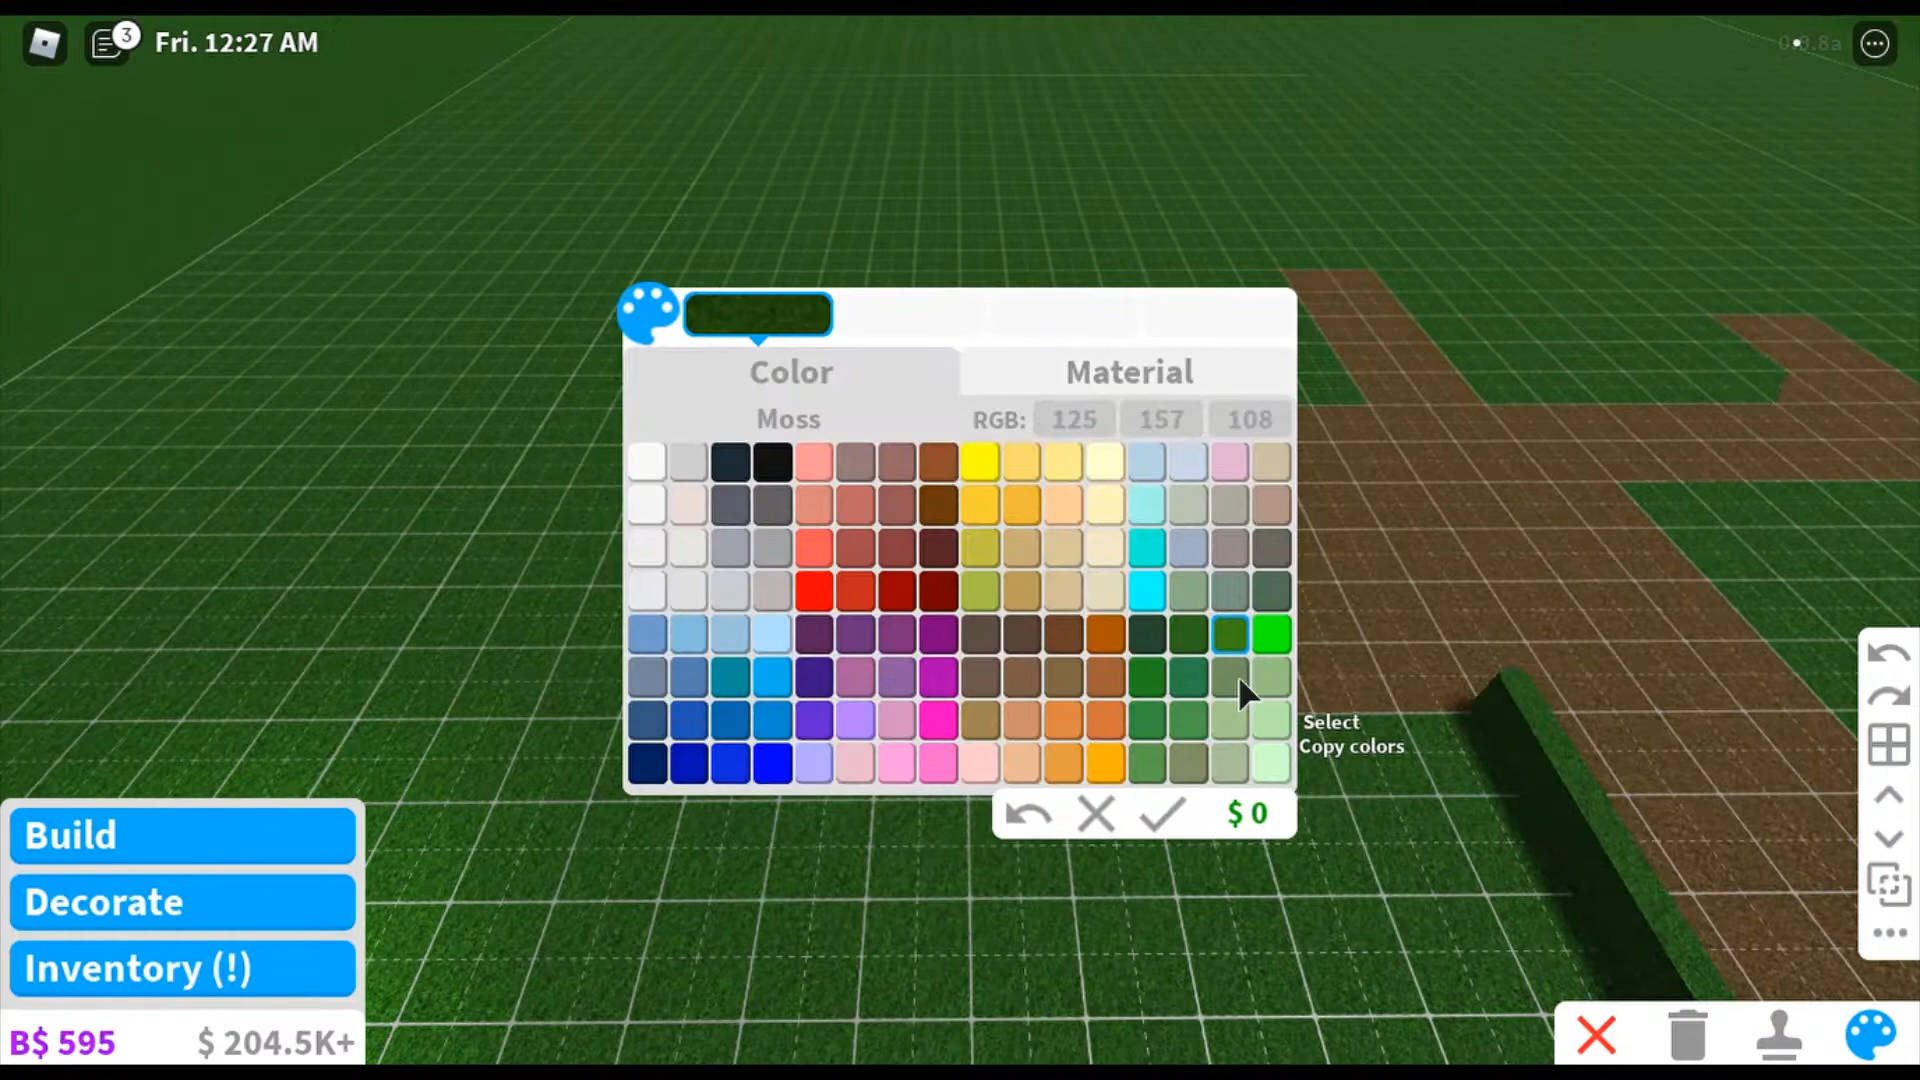 3
Fri. 12:27 AM
Color
Material
Moss
RGB: 125 157 108
Select
Copy colors
$ 0
Build
Decorate
Inventory (!)
B$ 595
$ 204.5K+